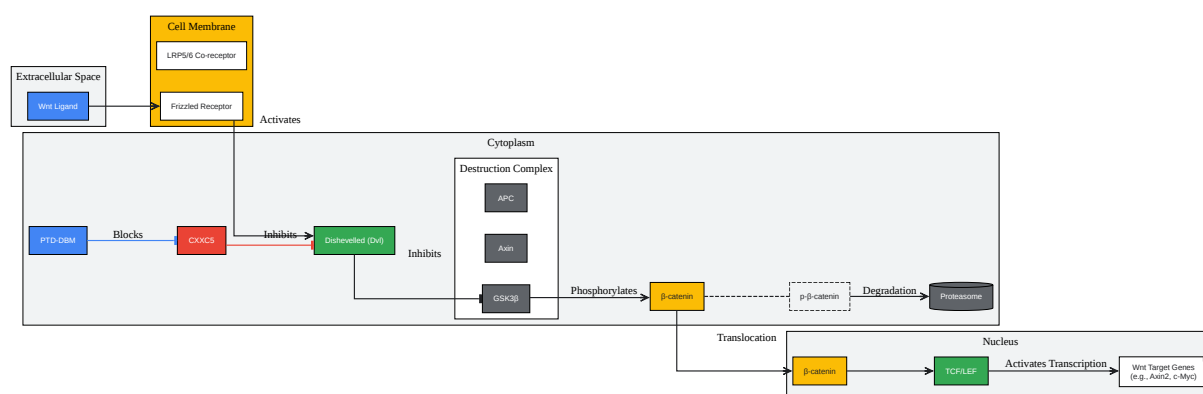 Cell Membrane
LRP5/6 Co-receptor
Extracellular Space
Wnt Ligand
Frizzled Receptor
Activates
Cytoplasm
Destruction Complex
APC
PTD-DBM
Blocks
CXXC5
Inhibits
Dishevelled (Dvl)
Inhibits
Axin
GSK3β
Phosphorylates
β-catenin
p-β-catenin
Degradation
Proteasome
Translocation
Nucleus
β-catenin
TCF/LEF
Activates Transcription
Wnt Target Genes
(e.g., Axin2, c-Myc)